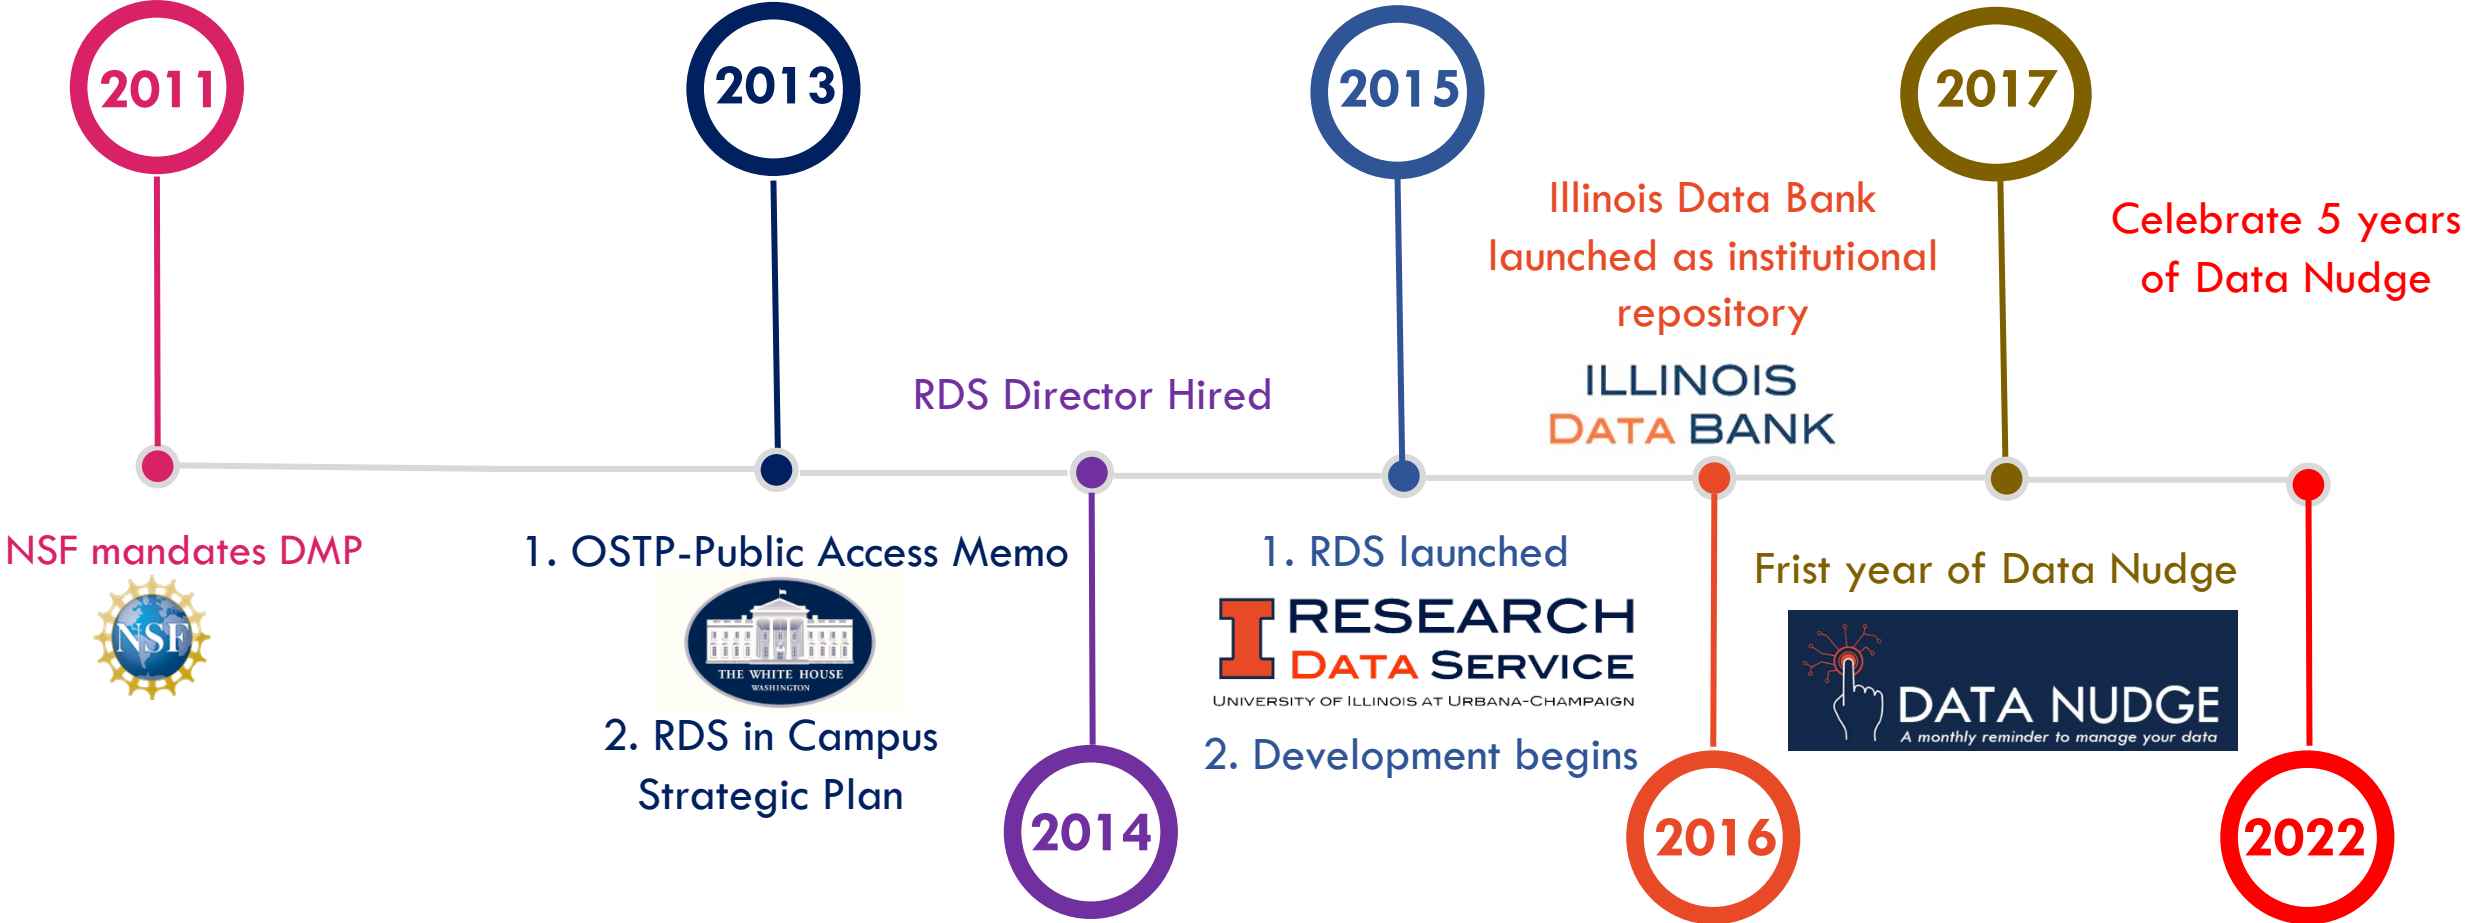 2011
NSF mandates DMP
NSF
2013
1. OSTP-Public Access Memo
THE WHITE HOUSE
WASHINGTON
2. RDS in Campus
Strategic Plan
RDS Director Hired
2014
2015
1. RDS launched
I RESEARCH
DATA SERVICE
UNIVERSITY OF ILLINOIS AT URBANA-CHAMPAIGN
2. Development begins
Illinois Data Bank
launched as institutional
repository
ILLINOIS
DATA BANK
2016
2017
Frist year of Data Nudge
DATA NUDGE
A monthly reminder to manage your data
Celebrate 5 years
of Data Nudge
2022